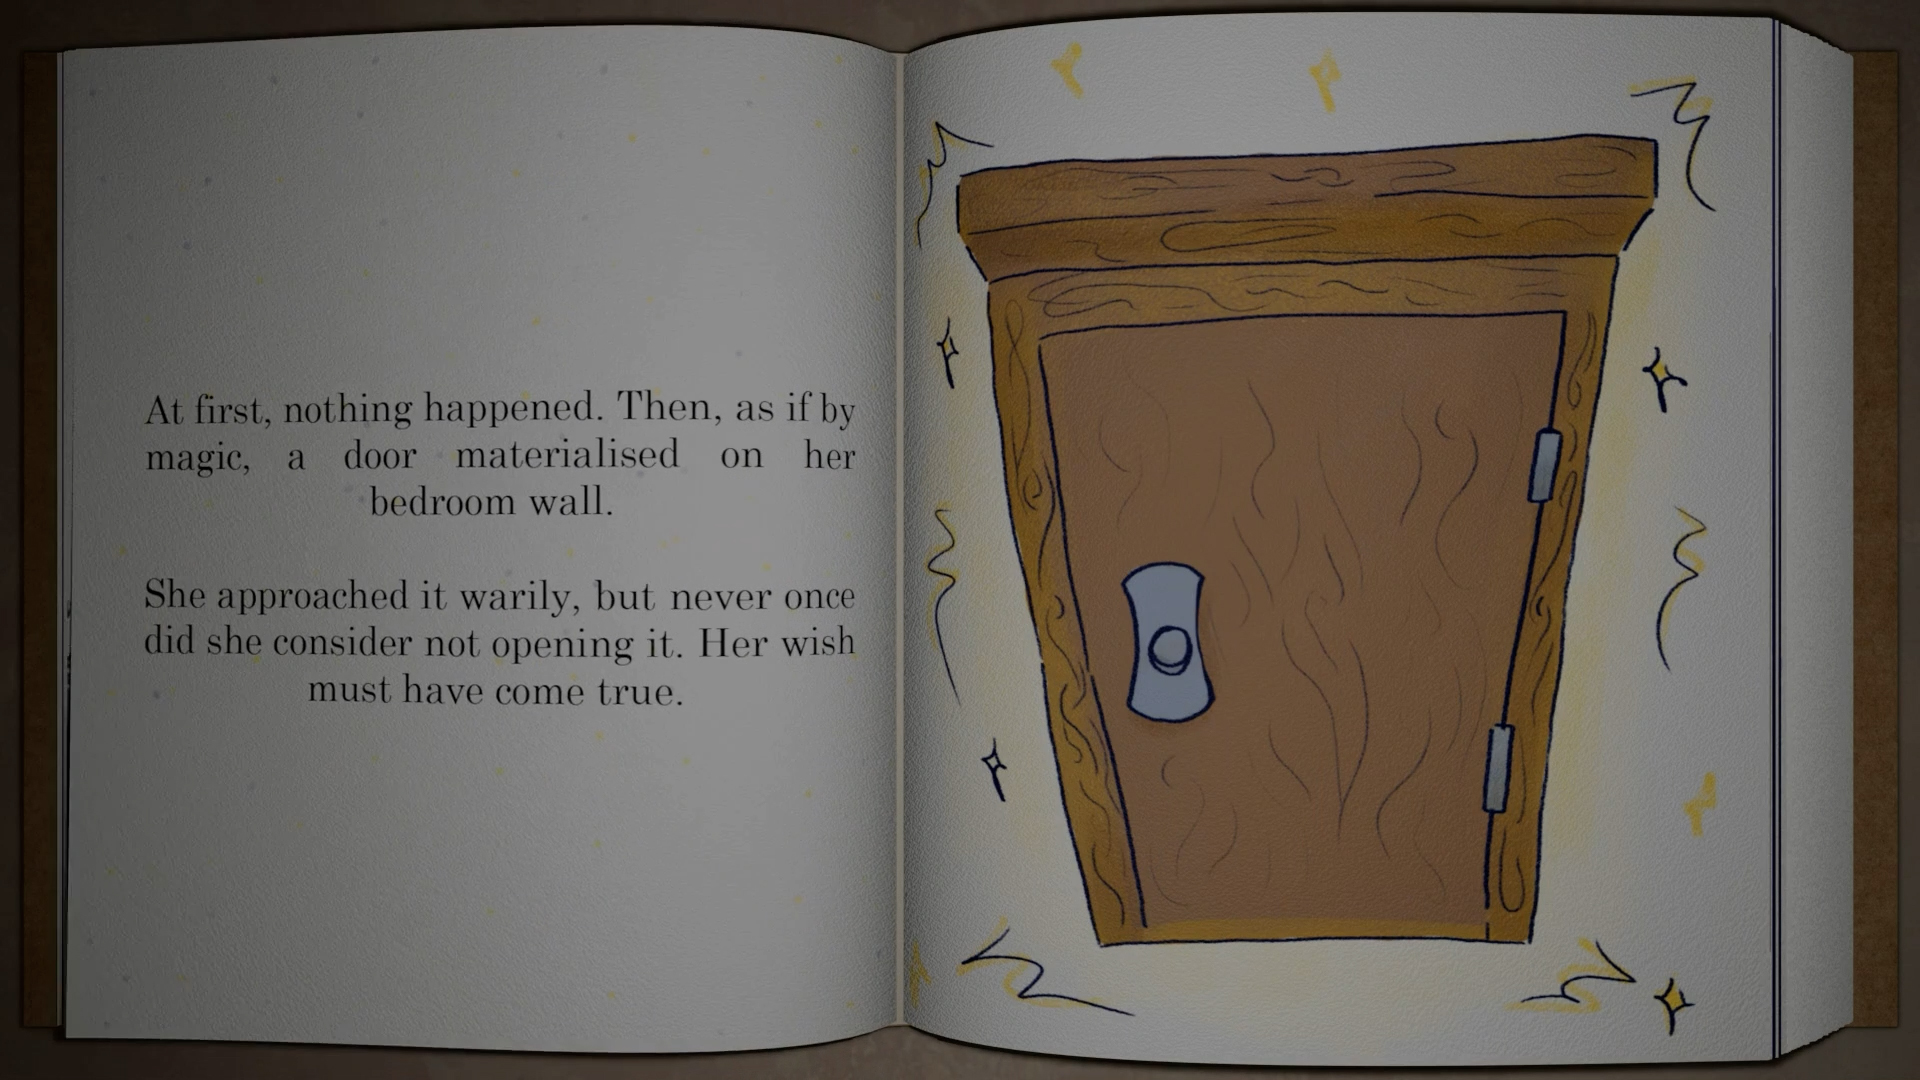 At first, nothing happened. Then, as if by
magic, a door materialised on her
bedroom wall.
She approached it warily, but never once
did she consider not opening it. Her wish
must have come true.